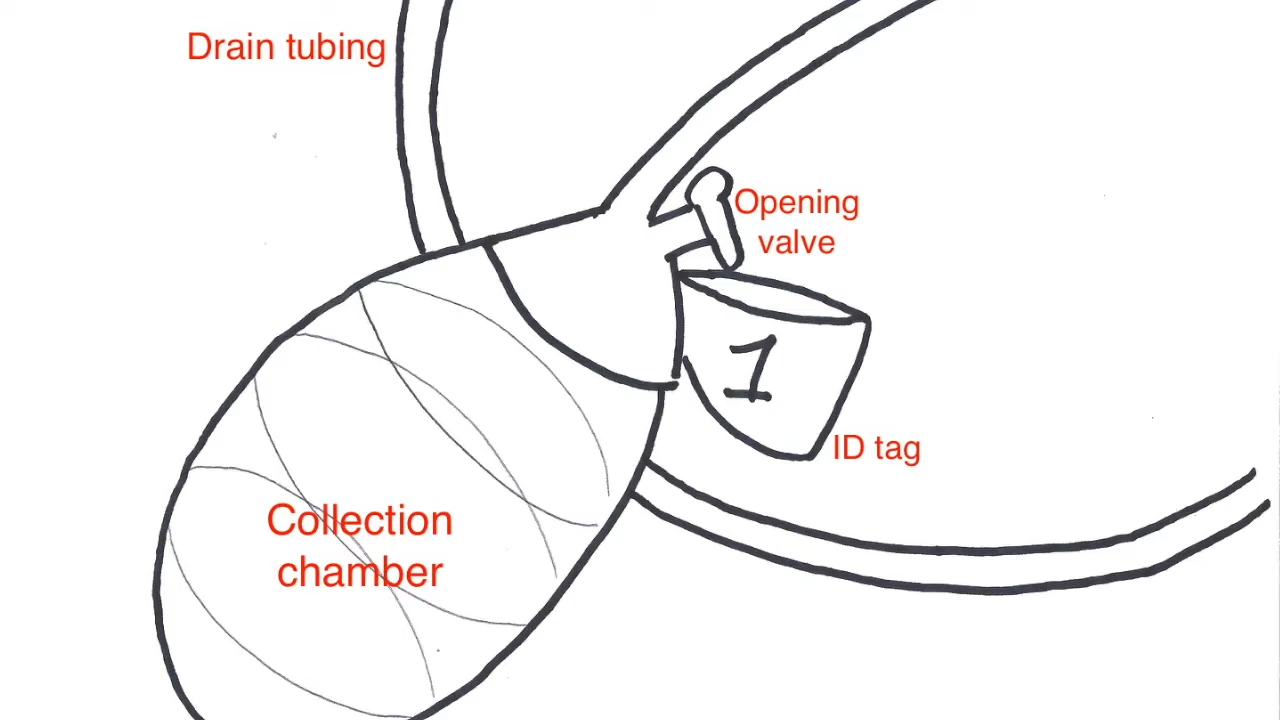 Drain tubing
Opening
valve
1
ID tag
Collection
chamber